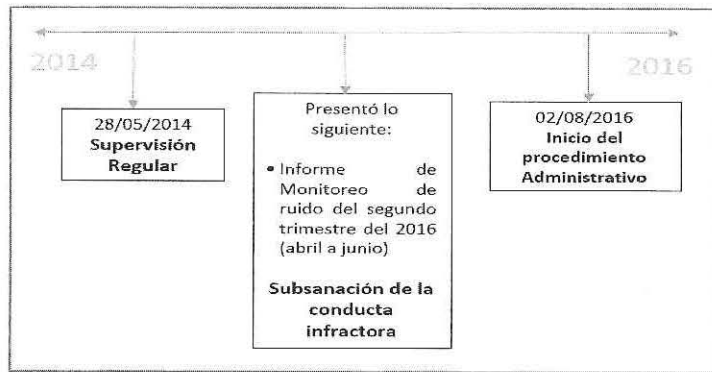 2014
2016
28/05/2014
Supervisión
Regular
Presentó lo
siguiente:
• Informe de
Monitoreo de
ruido del segundo
trimestre del 2016
(abril a junio)
Subsanación de la
conducta
infractora
02/08/2016
Inicio del
procedimiento
Administrativo